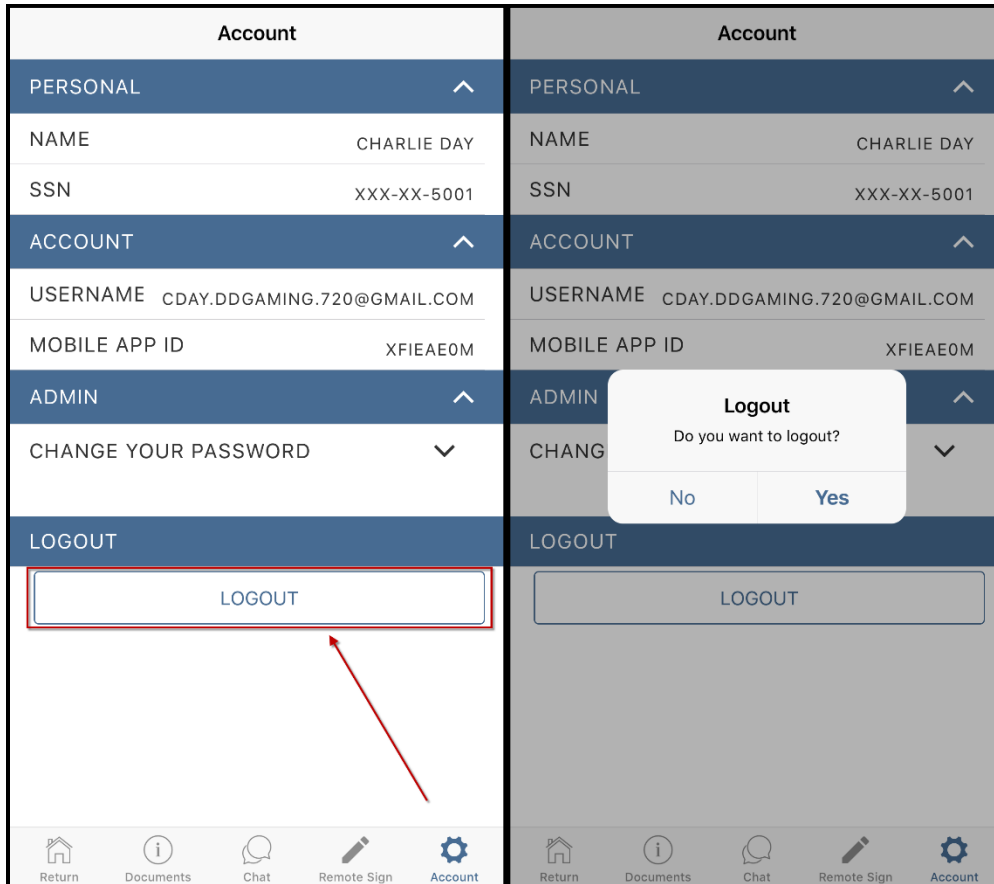 Account
PERSONAL
NAME CHARLIE DAY
SSN XXX-XX-5001
ACCOUNT
USERNAME CDAY.DDGAMING.720@GMAIL.COM
MOBILE APP ID XFIEAE0M
ADMIN
CHANGE YOUR PASSWORD
LOGOUT
LOGOUT
Return Documents Chat Remote Sign Account
Account
PERSONAL
NAME CHARLIE DAY
SSN XXX-XX-5001
ACCOUNT
USERNAME CDAY.DDGAMING.720@GMAIL.COM
MOBILE APP ID XFIEAE0M
ADMIN
Logout
Do you want to logout?
CHANG
No Yes
LOGOUT
LOGOUT
Return Documents Chat Remote Sign Account